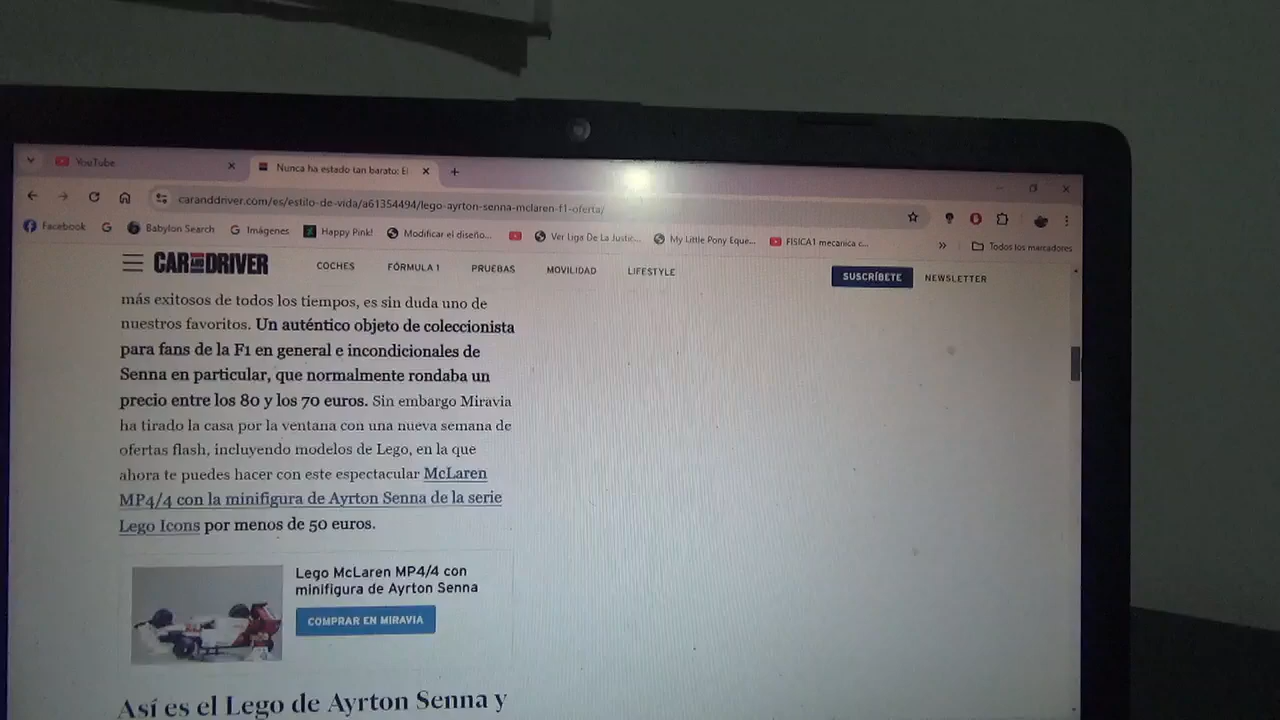 YouTube
Nunca ha estado tan barato: El
caranddriver.com/es/estilo-de-vida/a61354494/lego-ayrton-senna-mclaren-f1-oferta/
Facebook
Babylon Search
Imágenes
Happy Pink!
Modificar el diseño...
Ver Liga De La Justic...
My Little Pony Eque...
FISICA1 mecanica c...
»
Todos los marcadores
CAR AND DRIVER
COCHES
FÓRMULA 1
PRUEBAS
MOVILIDAD
LIFESTYLE
SUSCRÍBETE
NEWSLETTER
más exitosos de todos los tiempos, es sin duda uno de
nuestros favoritos. Un auténtico objeto de coleccionista
para fans de la F1 en general e incondicionales de
Senna en particular, que normalmente rondaba un
precio entre los 80 y los 70 euros. Sin embargo Miravia
ha tirado la casa por la ventana con una nueva semana de
ofertas flash, incluyendo modelos de Lego, en la que
ahora te puedes hacer con este espectacular McLaren
MP4/4 con la minifigura de Ayrton Senna de la serie
Lego Icons por menos de 50 euros.
Lego McLaren MP4/4 con
minifigura de Ayrton Senna
COMPRAR EN MIRAVIA
Así es el Lego de Ayrton Senna y